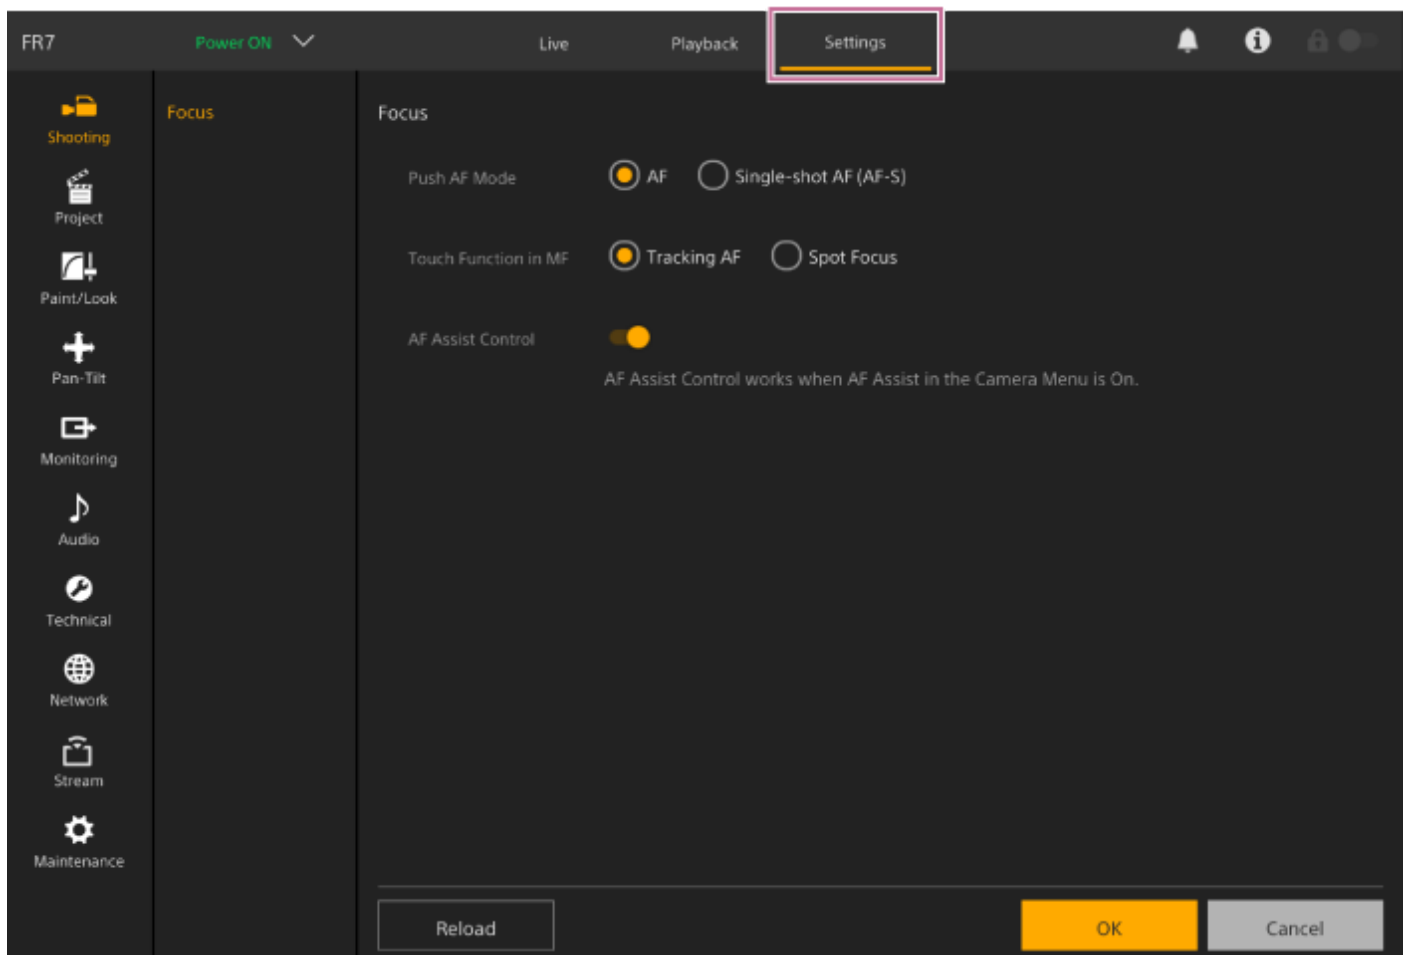 FR7
Power ON
Live
Playback
Settings
Shooting
Project
Paint/Look
Pan-Tilt
Monitoring
Audio
Technical
Network
Stream
Maintenance
Focus
Focus
Push AF Mode
AF
Single-shot AF (AF-S)
Touch Function in MF
Tracking AF
Spot Focus
AF Assist Control
AF Assist Control works when AF Assist in the Camera Menu is On.
Reload
OK
Cancel